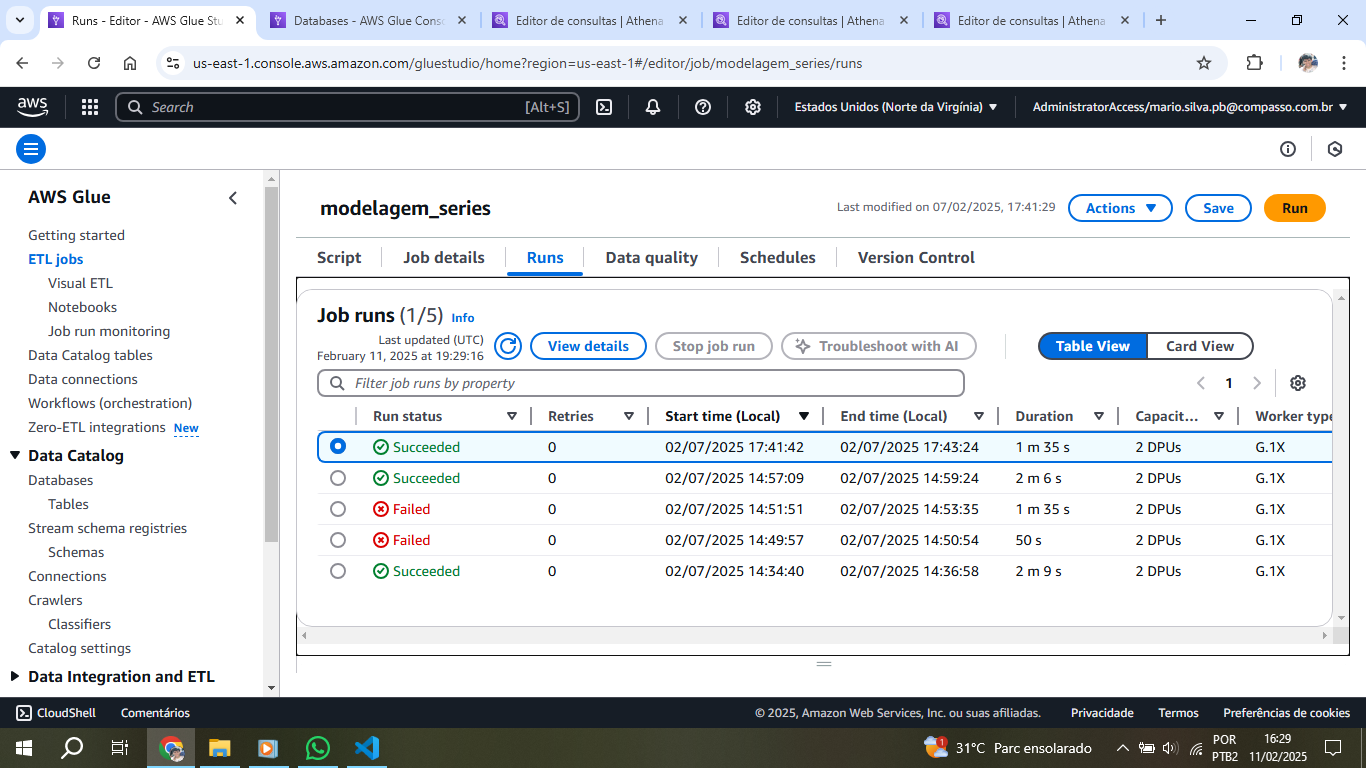 Runs - Editor - AWS Glue Stu
Databases - AWS Glue Conso
Editor de consultas | Athena
Editor de consultas | Athena
Editor de consultas | Athena
us-east-1.console.aws.amazon.com/gluestudio/home?region=us-east-1#/editor/job/modelagem_series/runs
aws
Search [Alt+S]
Estados Unidos (Norte da Virgínia)
AdministratorAccess/mario.silva.pb@compasso.com.br
AWS Glue
Getting started
ETL jobs
Visual ETL
Notebooks
Job run monitoring
Data Catalog tables
Data connections
Workflows (orchestration)
Zero-ETL integrations New
Data Catalog
Databases
Tables
Stream schema registries
Schemas
Connections
Crawlers
Classifiers
Catalog settings
Data Integration and ETL
modelagem_series
Last modified on 07/02/2025, 17:41:29
Actions
Save
Run
Script
Job details
Runs
Data quality
Schedules
Version Control
Job runs (1/5) Info
Last updated (UTC)
February 11, 2025 at 19:29:16
View details
Stop job run
Troubleshoot with AI
Table View
Card View
Filter job runs by property
1
Run status Retries Start time (Local) End time (Local) Duration Capacit... Worker type
Succeeded 0 02/07/2025 17:41:42 02/07/2025 17:43:24 1 m 35 s 2 DPUs G.1X
Succeeded 0 02/07/2025 14:57:09 02/07/2025 14:59:24 2 m 6 s 2 DPUs G.1X
Failed 0 02/07/2025 14:51:51 02/07/2025 14:53:35 1 m 35 s 2 DPUs G.1X
Failed 0 02/07/2025 14:49:57 02/07/2025 14:50:54 50 s 2 DPUs G.1X
Succeeded 0 02/07/2025 14:34:40 02/07/2025 14:36:58 2 m 9 s 2 DPUs G.1X
CloudShell
Comentários
© 2025, Amazon Web Services, Inc. ou suas afiliadas.
Privacidade
Termos
Preferências de cookies
1
31°C Parc ensolarado
POR
PTB2
16:29
11/02/2025